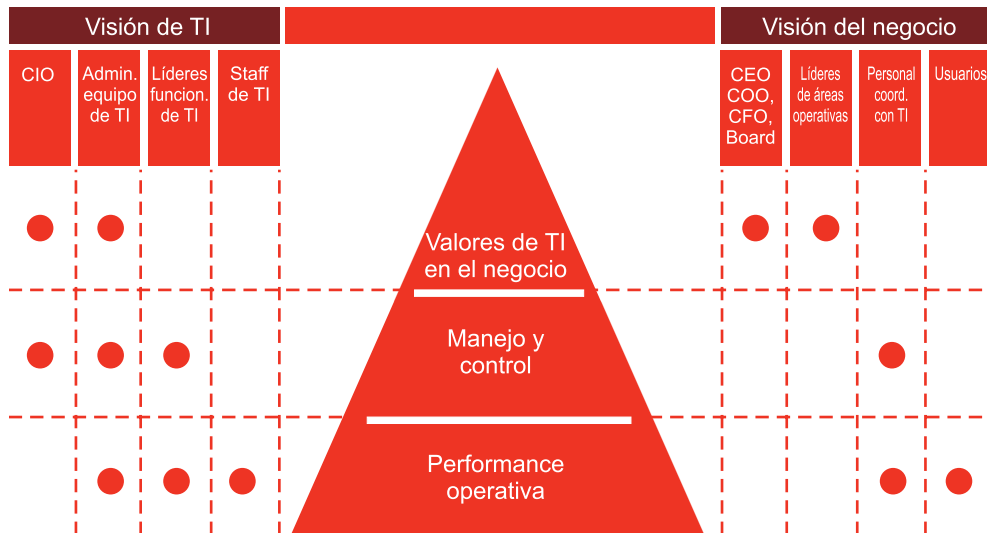 Visión de TI
Visión del negocio
CIO
Admin.
equipo
de TI
Líderes
funcion.
de TI
Staff
de TI
CEO
COO,
CFO,
Board
Líderes
de áreas
operativas
Personal
coord.
con TI
Usuarios
Valores de TI
en el negocio
Manejo y
control
Performance
operativa